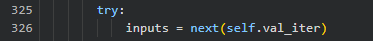 325 try:
326 inputs = next(self.val_iter)